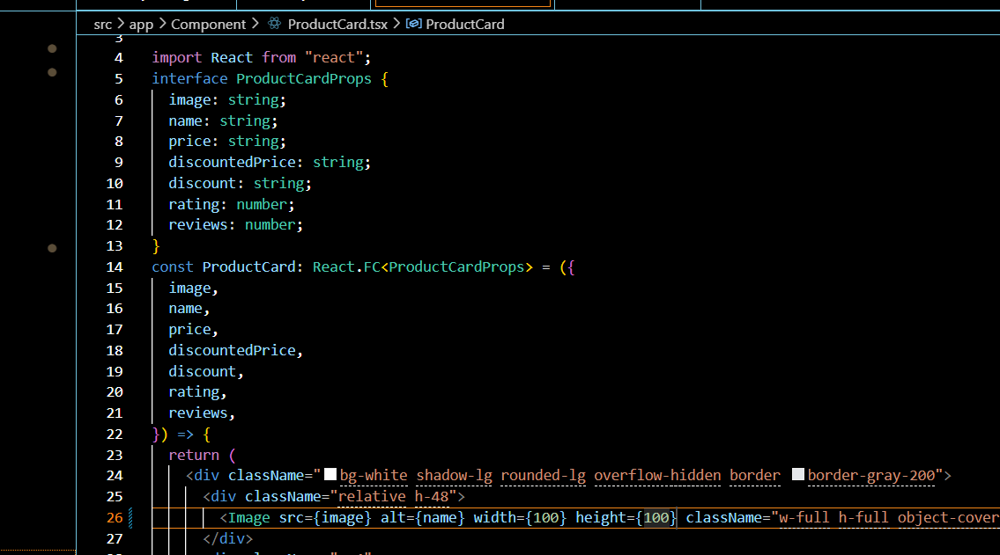 src > app > Component > ProductCard.tsx > ProductCard
3
4 import React from "react";
5 interface ProductCardProps {
6 image: string;
7 name: string;
8 price: string;
9 discountedPrice: string;
10 discount: string;
11 rating: number;
12 reviews: number;
13 }
14 const ProductCard: React.FC<ProductCardProps> = ({
15 image,
16 name,
17 price,
18 discountedPrice,
19 discount,
20 rating,
21 reviews,
22 }) => {
23 return (
24 <div className="bg-white shadow-lg rounded-lg overflow-hidden border border-gray-200">
25 <div className="relative h-48">
26 <Image src={image} alt={name} width={100} height={100} className="w-full h-full object-cover
27 </div>